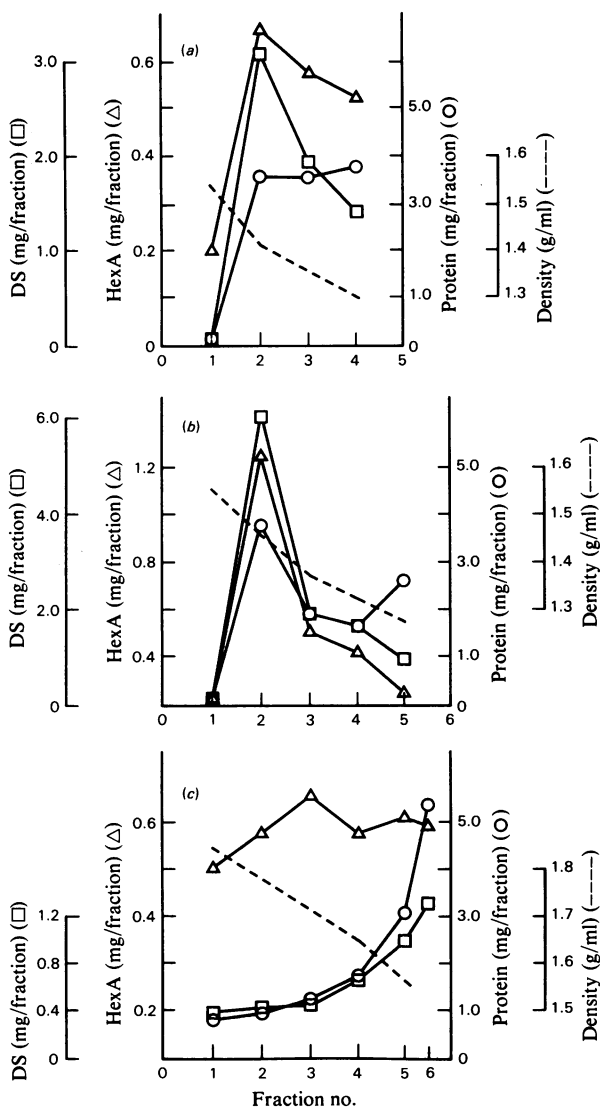 (a)
DS (mg/fraction) (□)
3.0
2.0
1.0
0
HexA (mg/fraction) (△)
0.6
0.4
0.2
0
Protein (mg/fraction) (○)
5.0
3.0
1.0
0
Density (g/ml) (----)
1.6
1.5
1.4
1.3
0 1 2 3 4 5
(b)
DS (mg/fraction) (□)
6.0
4.0
2.0
0
HexA (mg/fraction) (△)
1.2
0.8
0.4
Protein (mg/fraction) (○)
5.0
3.0
1.0
0
Density (g/ml) (----)
1.6
1.5
1.4
1.3
0 1 2 3 4 5 6
(c)
DS (mg/fraction) (□)
1.2
0.8
0.4
0
HexA (mg/fraction) (△)
0.6
0.4
0.2
Protein (mg/fraction) (○)
5.0
3.0
1.0
0
Density (g/ml) (----)
1.8
1.7
1.6
1.5
0 1 2 3 4 5 6
Fraction no.